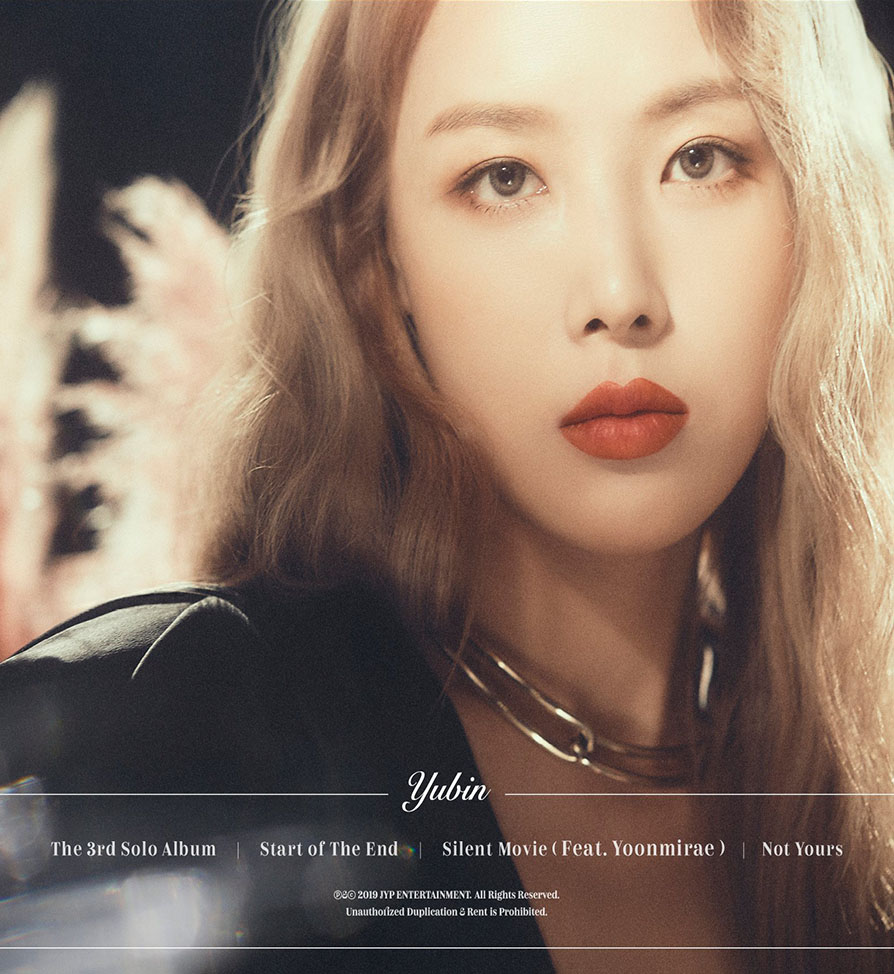 Yubin
The 3rd Solo Album | Start of The End | Silent Movie ( Feat. Yoonmirae ) | Not Yours
℗&© 2019 JYP ENTERTAINMENT. All Rights Reserved.
Unauthorized Duplication & Rent is Prohibited.